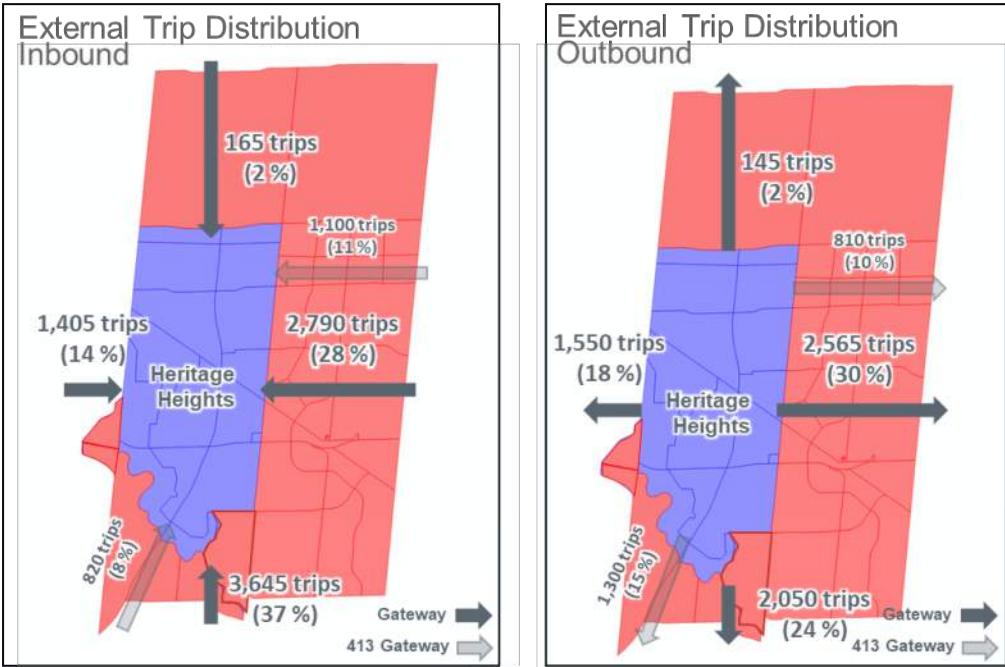 External Trip Distribution
Inbound
165 trips
(2 %)
1,100 trips
(11 %)
1,405 trips
(14 %)
2,790 trips
(28 %)
Heritage
Heights
820 trips
(8 %)
3,645 trips
(37 %)
Gateway
413 Gateway
External Trip Distribution
Outbound
145 trips
(2 %)
810 trips
(10 %)
1,550 trips
(18 %)
2,565 trips
(30 %)
Heritage
Heights
1,300 trips
(15 %)
2,050 trips
(24 %)
Gateway
413 Gateway